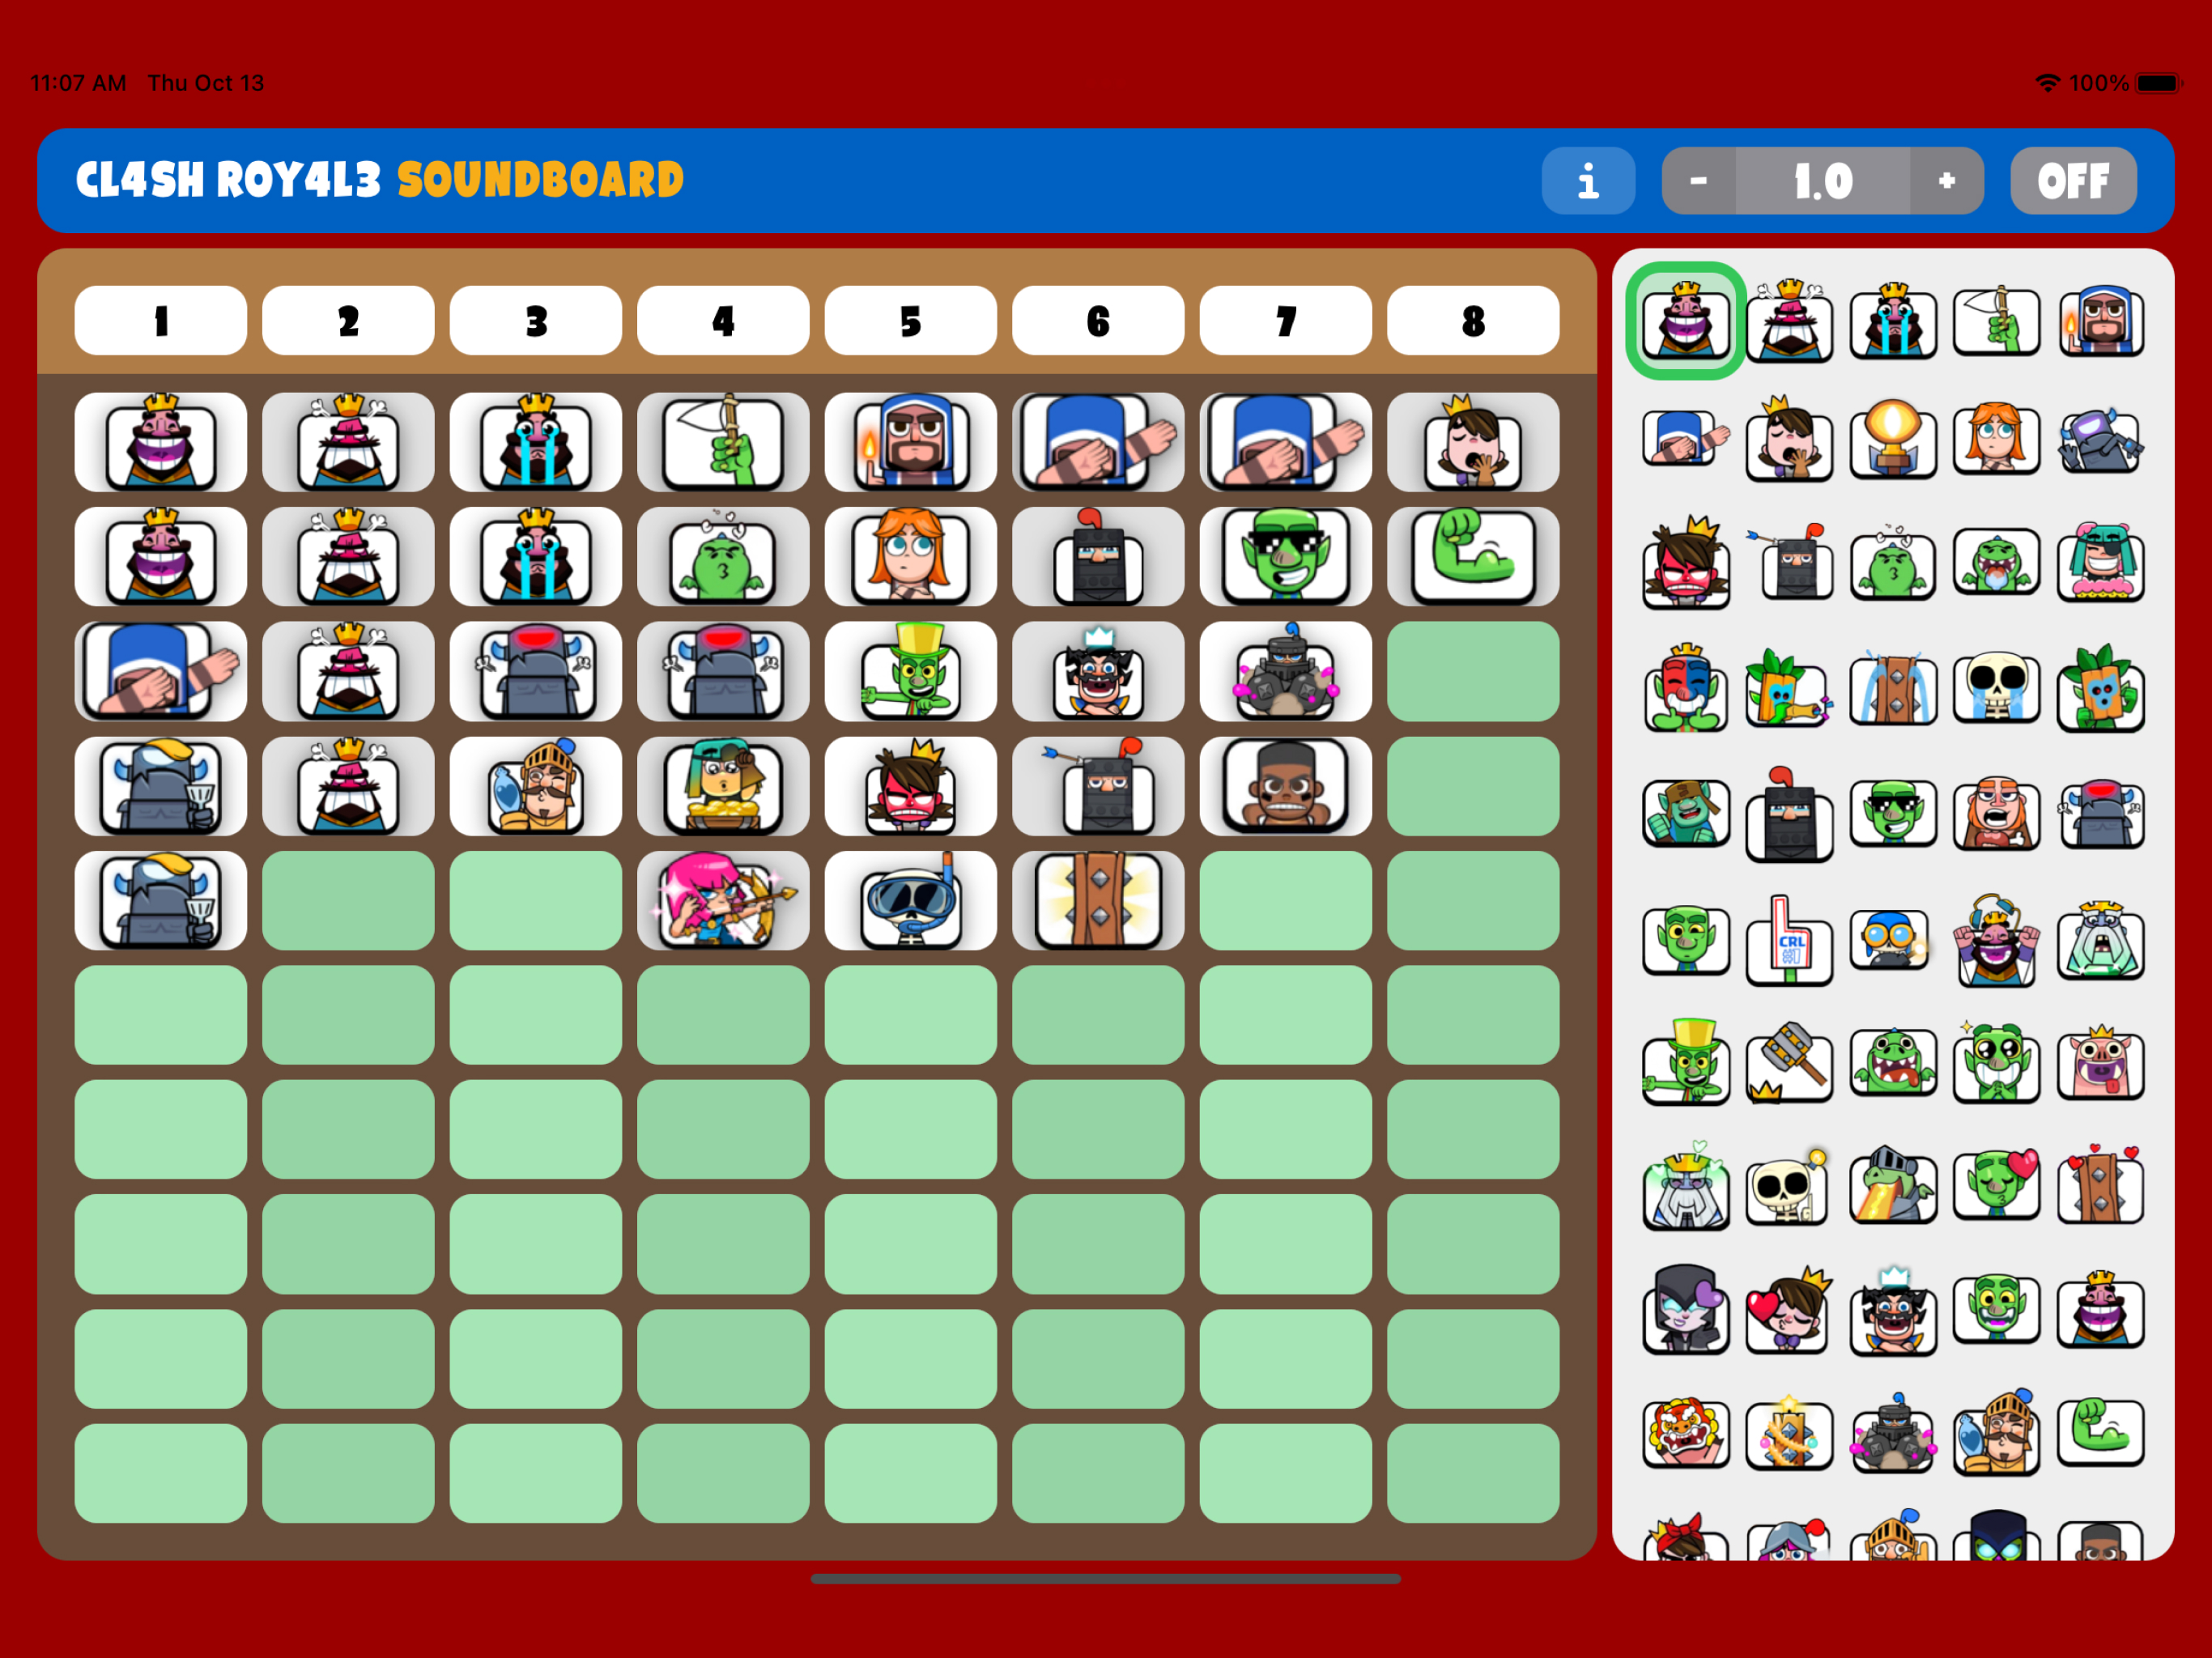 11:07 AM Thu Oct 13
100%
CL4SH ROY4L3 SOUNDBOARD
i - 1.0 + OFF
1 2 3 4 5 6 7 8
CRL
#1